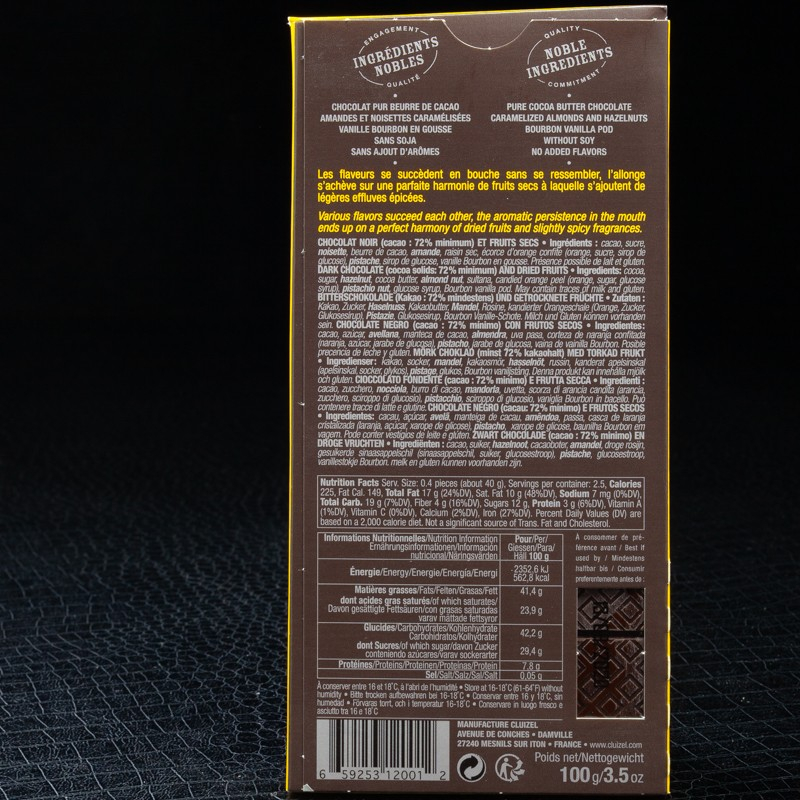 ENGAGEMENT
INGRÉDIENTS
NOBLES
QUALITÉ
QUALITY
NOBLE
INGREDIENTS
COMMITMENT
CHOCOLAT PUR BEURRE DE CACAO
AMANDES ET NOISETTES CARAMÉLISÉES
VANILLE BOURBON EN GOUSSE
SANS SOJA
SANS AJOUT D'ARÔMES
PURE COCOA BUTTER CHOCOLATE
CARAMELIZED ALMONDS AND HAZELNUTS
BOURBON VANILLA POD
WITHOUT SOY
NO ADDED FLAVORS
Les flaveurs se succèdent en bouche sans se ressembler, l'allonge
s'achève sur une parfaite harmonie de fruits secs à laquelle s'ajoutent de
légères effluves épicées.
Various flavors succeed each other, the aromatic persistence in the mouth
ends up on a perfect harmony of dried fruits and slightly spicy fragrances.
CHOCOLAT NOIR (cacao : 72% minimum) ET FRUITS SECS • Ingrédients : cacao, sucre,
noisette, beurre de cacao, amande, raisin sec, écorce d'orange confite (orange, sucre, sirop de
glucose), pistache, sirop de glucose, vanille Bourbon en gousse. Présence possible de lait et gluten.
DARK CHOCOLATE (cocoa solids: 72% minimum) AND DRIED FRUITS • Ingredients: cocoa,
sugar, hazelnut, cocoa butter, almond nut, sultana, candied orange peel (orange, sugar, glucose
syrup), pistachio nut, glucose syrup, Bourbon vanilla pod. May contain traces of milk and gluten.
BITTERSCHOKOLADE (Kakao : 72% mindestens) UND GETROCKNETE FRÜCHTE • Zutaten :
Kakao, Zucker, Haselnuss, Kakaobutter, Mandel, Rosine, kandierter Orangenschale (Orange, Zucker,
Glukosesirup), Pistazie, Glukosesirup, Bourbon Vanille-Schote. Milch und Gluten können vorhanden
sein. CHOCOLATE NEGRO (cacao : 72% minimo) CON FRUTOS SECOS • Ingredientes:
cacao, azúcar, avellana, manteca de cacao, almendra, uva pasa, corteza de naranja confitada
(naranja, azúcar, jarabe de glucosa), pistacho, jarabe de glucosa, vaina de vainilla Bourbon. Posible
precencia de leche y gluten. MÖRK CHOKLAD (minst 72% kakaohalt) MED TORKAD FRUKT
• Ingredienser: kakao, socker, mandel, kakaosmör, hasselnöt, russin, kanderat apelsinskal
(apelsinskal, socker, glykos), pistage, glukos, Bourbon vaniljstång. Denna produkt kan innehålla mjölk
och gluten. CIOCCOLATO FONDENTE (cacao : 72% minimo) E FRUTTA SECCA • Ingredienti :
cacao, zucchero, nocciola, burro di cacao, mandorla, uvetta, scorza di arancia candita (arancia,
zucchero, sciroppo di glucosio), pistacchio, sciroppo di glucosio, vaniglia Bourbon in bacello. Può
contenere tracce di latte e glutine. CHOCOLATE NEGRO (cacau: 72% minimo) E FRUTOS SECOS
• Ingredientes: cacau, açúcar, avelã, manteiga de cacau, amêndoa, passa, casca de laranja
cristalizada (laranja, açúcar, xarope de glicose), pistacho, xarope de glicose, baunilha Bourbon em
vagem. Pode conter vestígios de leite e glúten. ZWART CHOCOLADE (cacao : 72% minimo) EN
DROGE VRUCHTEN • Ingrediënten : cacao, suiker, hazelnoot, cacaoboter, amandel, droge rosijn,
gesuikerde sinaasappelschil (sinaasappelschil, suiker, glucosestroop), pistache, glucosestroop,
vanillestokje Bourbon. melk en gluten kunnen voorhanden zijn.
Nutrition Facts Serv. Size: 0.4 pieces (about 40 g), Servings per container: 2.5, Calories
225, Fat Cal. 149, Total Fat 17 g (24%DV), Sat. Fat 10 g (48%DV), Sodium 7 mg (0%DV),
Total Carb. 19 g (7%DV), Fiber 4 g (16%DV), Sugars 12 g, Protein 3 g (6%DV), Vitamin A
(1%DV), Vitamin C (0%DV), Calcium (2%DV), Iron (27%DV). Percent Daily Values (DV) are
based on a 2,000 calorie diet. Not a significant source of Trans. Fat and Cholesterol.
Informations Nutritionnelles/Nutrition Information
Ernährungsinformationen/Información
nutricional/Näringsvärden
Pour/Per/
Giessen/Para/
Häll 100 g
Énergie/Energy/Energie/Energía/Energi
2352,6 kJ
562,8 kcal
Matières grasses/Fats/Felten/Grasas/Fett
41,4 g
dont acides gras saturés/of which saturates/
Davon gesättigte Fettsäuren/con grasas saturadas
varav mättade fettsyror
23,9 g
Glucides/Carbohydrates/Kohlenhydrate
Carbohidratos/Kolhydrater
42,2 g
dont Sucres/of which sugar/davon Zucker
conteniendo azúcares/varav sockerarter
29,4 g
Protéines/Proteins/Proteinen/Proteinas/Protein
7,8 g
Sel/Salt/Salz/Sal/Salt
0,05 g
À consommer de pré-
férence avant / Best if
used by / Mindestens
haltbar bis / Consumir
preferentemente antes de :
À conserver entre 16 et 18°C, à l'abri de l'humidité • Store at 16-18°C (61-64°F) without
humidity • Bitte trocken aufbewahren bei 16-18°C • Conservar entre 16 y 18°C, sin
humedad • Förvaras torrt, och i temperatur 16-18°C • Conservare in luogo fresco e
asciutto tra 16 e 18°C
6 59253 12001 2
MANUFACTURE CLUIZEL
AVENUE DE CONCHES • DAMVILLE
27240 MESNILS SUR ITON • FRANCE • www.cluizel.com
Poids net/Nettogewicht
100g/3.5 oz